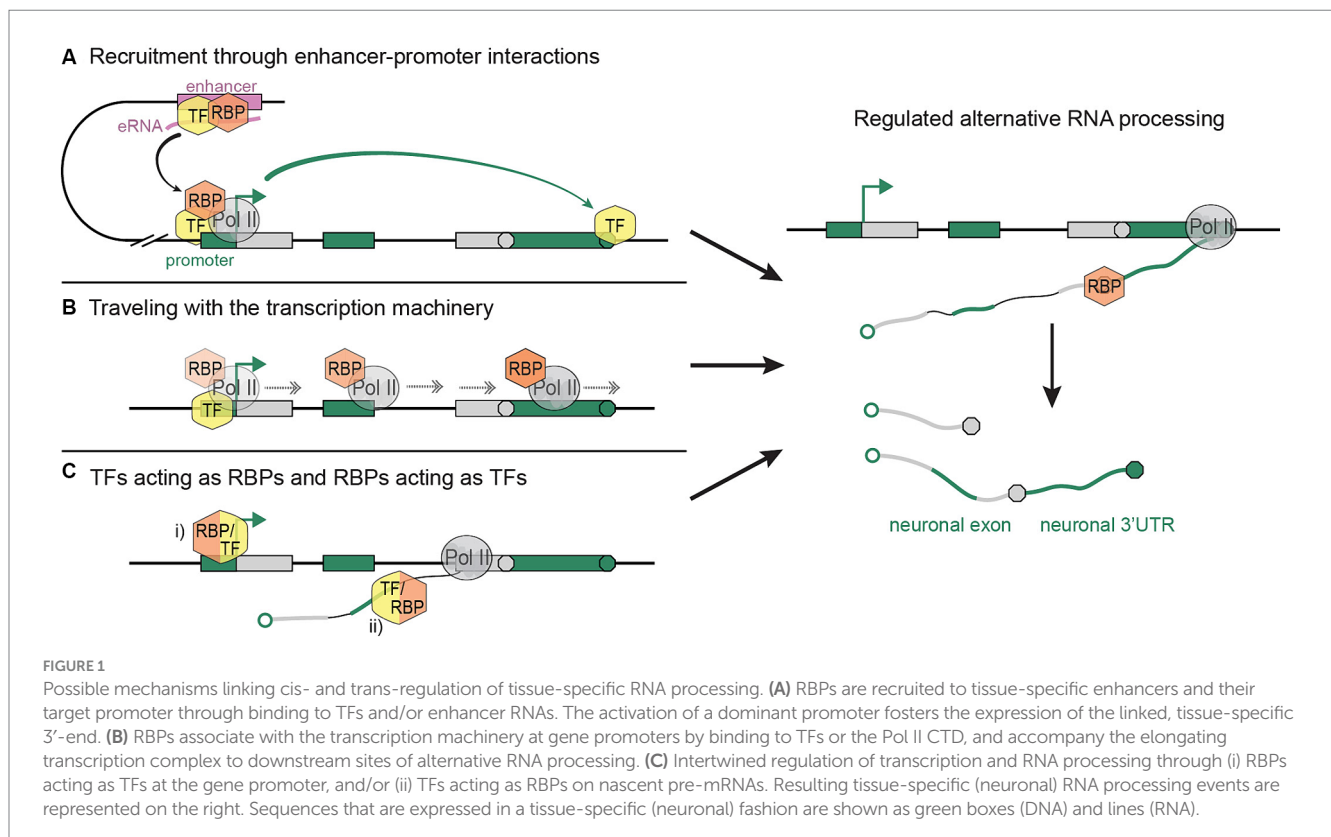 A Recruitment through enhancer-promoter interactions
enhancer
TF
RBP
eRNA
RBP
TF
Pol II
TF
promoter
B Traveling with the transcription machinery
RBP
RBP
RBP
Pol II
Pol II
Pol II
TF
C TFs acting as RBPs and RBPs acting as TFs
i)
RBP/
TF
Pol II
TF/
RBP
ii)
Regulated alternative RNA processing
Pol II
RBP
neuronal exon
neuronal 3'UTR
FIGURE 1
Possible mechanisms linking cis- and trans-regulation of tissue-specific RNA processing. (A) RBPs are recruited to tissue-specific enhancers and their
target promoter through binding to TFs and/or enhancer RNAs. The activation of a dominant promoter fosters the expression of the linked, tissue-specific
3′-end. (B) RBPs associate with the transcription machinery at gene promoters by binding to TFs or the Pol II CTD, and accompany the elongating
transcription complex to downstream sites of alternative RNA processing. (C) Intertwined regulation of transcription and RNA processing through (i) RBPs
acting as TFs at the gene promoter, and/or (ii) TFs acting as RBPs on nascent pre-mRNAs. Resulting tissue-specific (neuronal) RNA processing events are
represented on the right. Sequences that are expressed in a tissue-specific (neuronal) fashion are shown as green boxes (DNA) and lines (RNA).